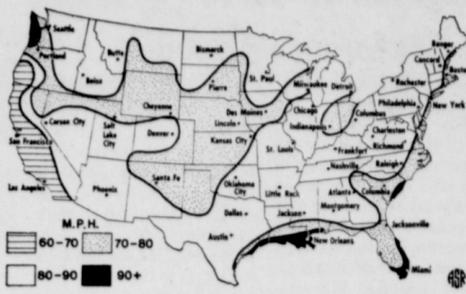 Seattle
Portland
Butte
Bismarck
Boise
Pierre
St. Paul
Milwaukee
Detroit
Bangor
Concord
Boston
Rochester
New York
Philadelphia
Cheyenne
Des Moines
Lincoln
Chicago
Indianapolis
Columbus
Carson City
Salt
Lake
City
Denver
Kansas City
St. Louis
Frankfort
Charleston
Richmond
San Francisco
Nashville
Raleigh
Los Angeles
Phoenix
Santa Fe
Oklahoma
City
Little Rock
Atlanta
Columbia
Dallas
Jackson
Montgomery
Jacksonville
Austin
New Orleans
Miami
M.P.H.
60-70
70-80
80-90
90+